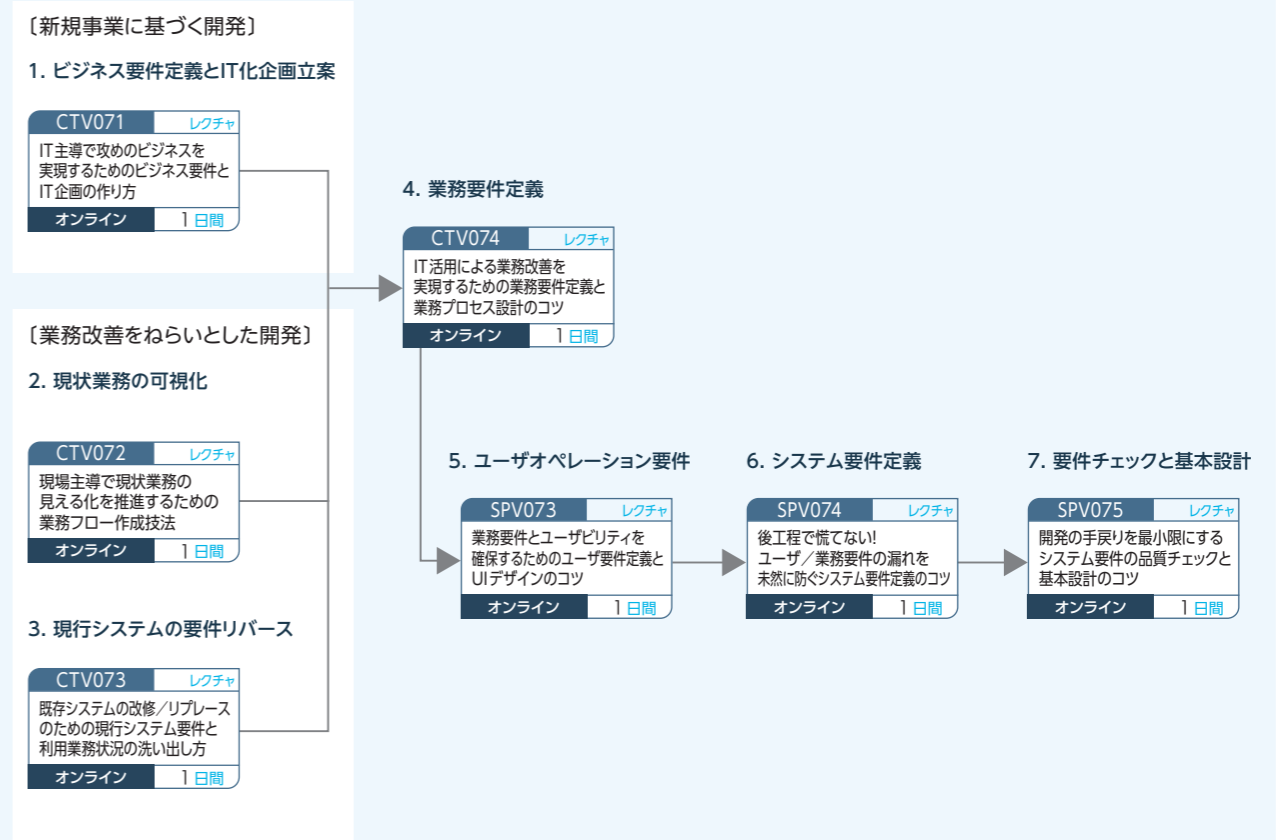 〔新規事業に基づく開発〕
1. ビジネス要件定義とIT化企画立案
CTV071 レクチャ
IT主導で攻めのビジネスを
実現するためのビジネス要件と
IT企画の作り方
オンライン 1日間
〔業務改善をねらいとした開発〕
2. 現状業務の可視化
CTV072 レクチャ
現場主導で現状業務の
見える化を推進するための
業務フロー作成技法
オンライン 1日間
3. 現行システムの要件リバース
CTV073 レクチャ
既存システムの改修／リプレース
のための現行システム要件と
利用業務状況の洗い出し方
オンライン 1日間
4. 業務要件定義
CTV074 レクチャ
IT活用による業務改善を
実現するための業務要件定義と
業務プロセス設計のコツ
オンライン 1日間
5. ユーザオペレーション要件
SPV073 レクチャ
業務要件とユーザビリティを
確保するためのユーザ要件定義と
UIデザインのコツ
オンライン 1日間
6. システム要件定義
SPV074 レクチャ
後工程で慌てない!
ユーザ／業務要件の漏れを
未然に防ぐシステム要件定義のコツ
オンライン 1日間
7. 要件チェックと基本設計
SPV075 レクチャ
開発の手戻りを最小限にする
システム要件の品質チェックと
基本設計のコツ
オンライン 1日間